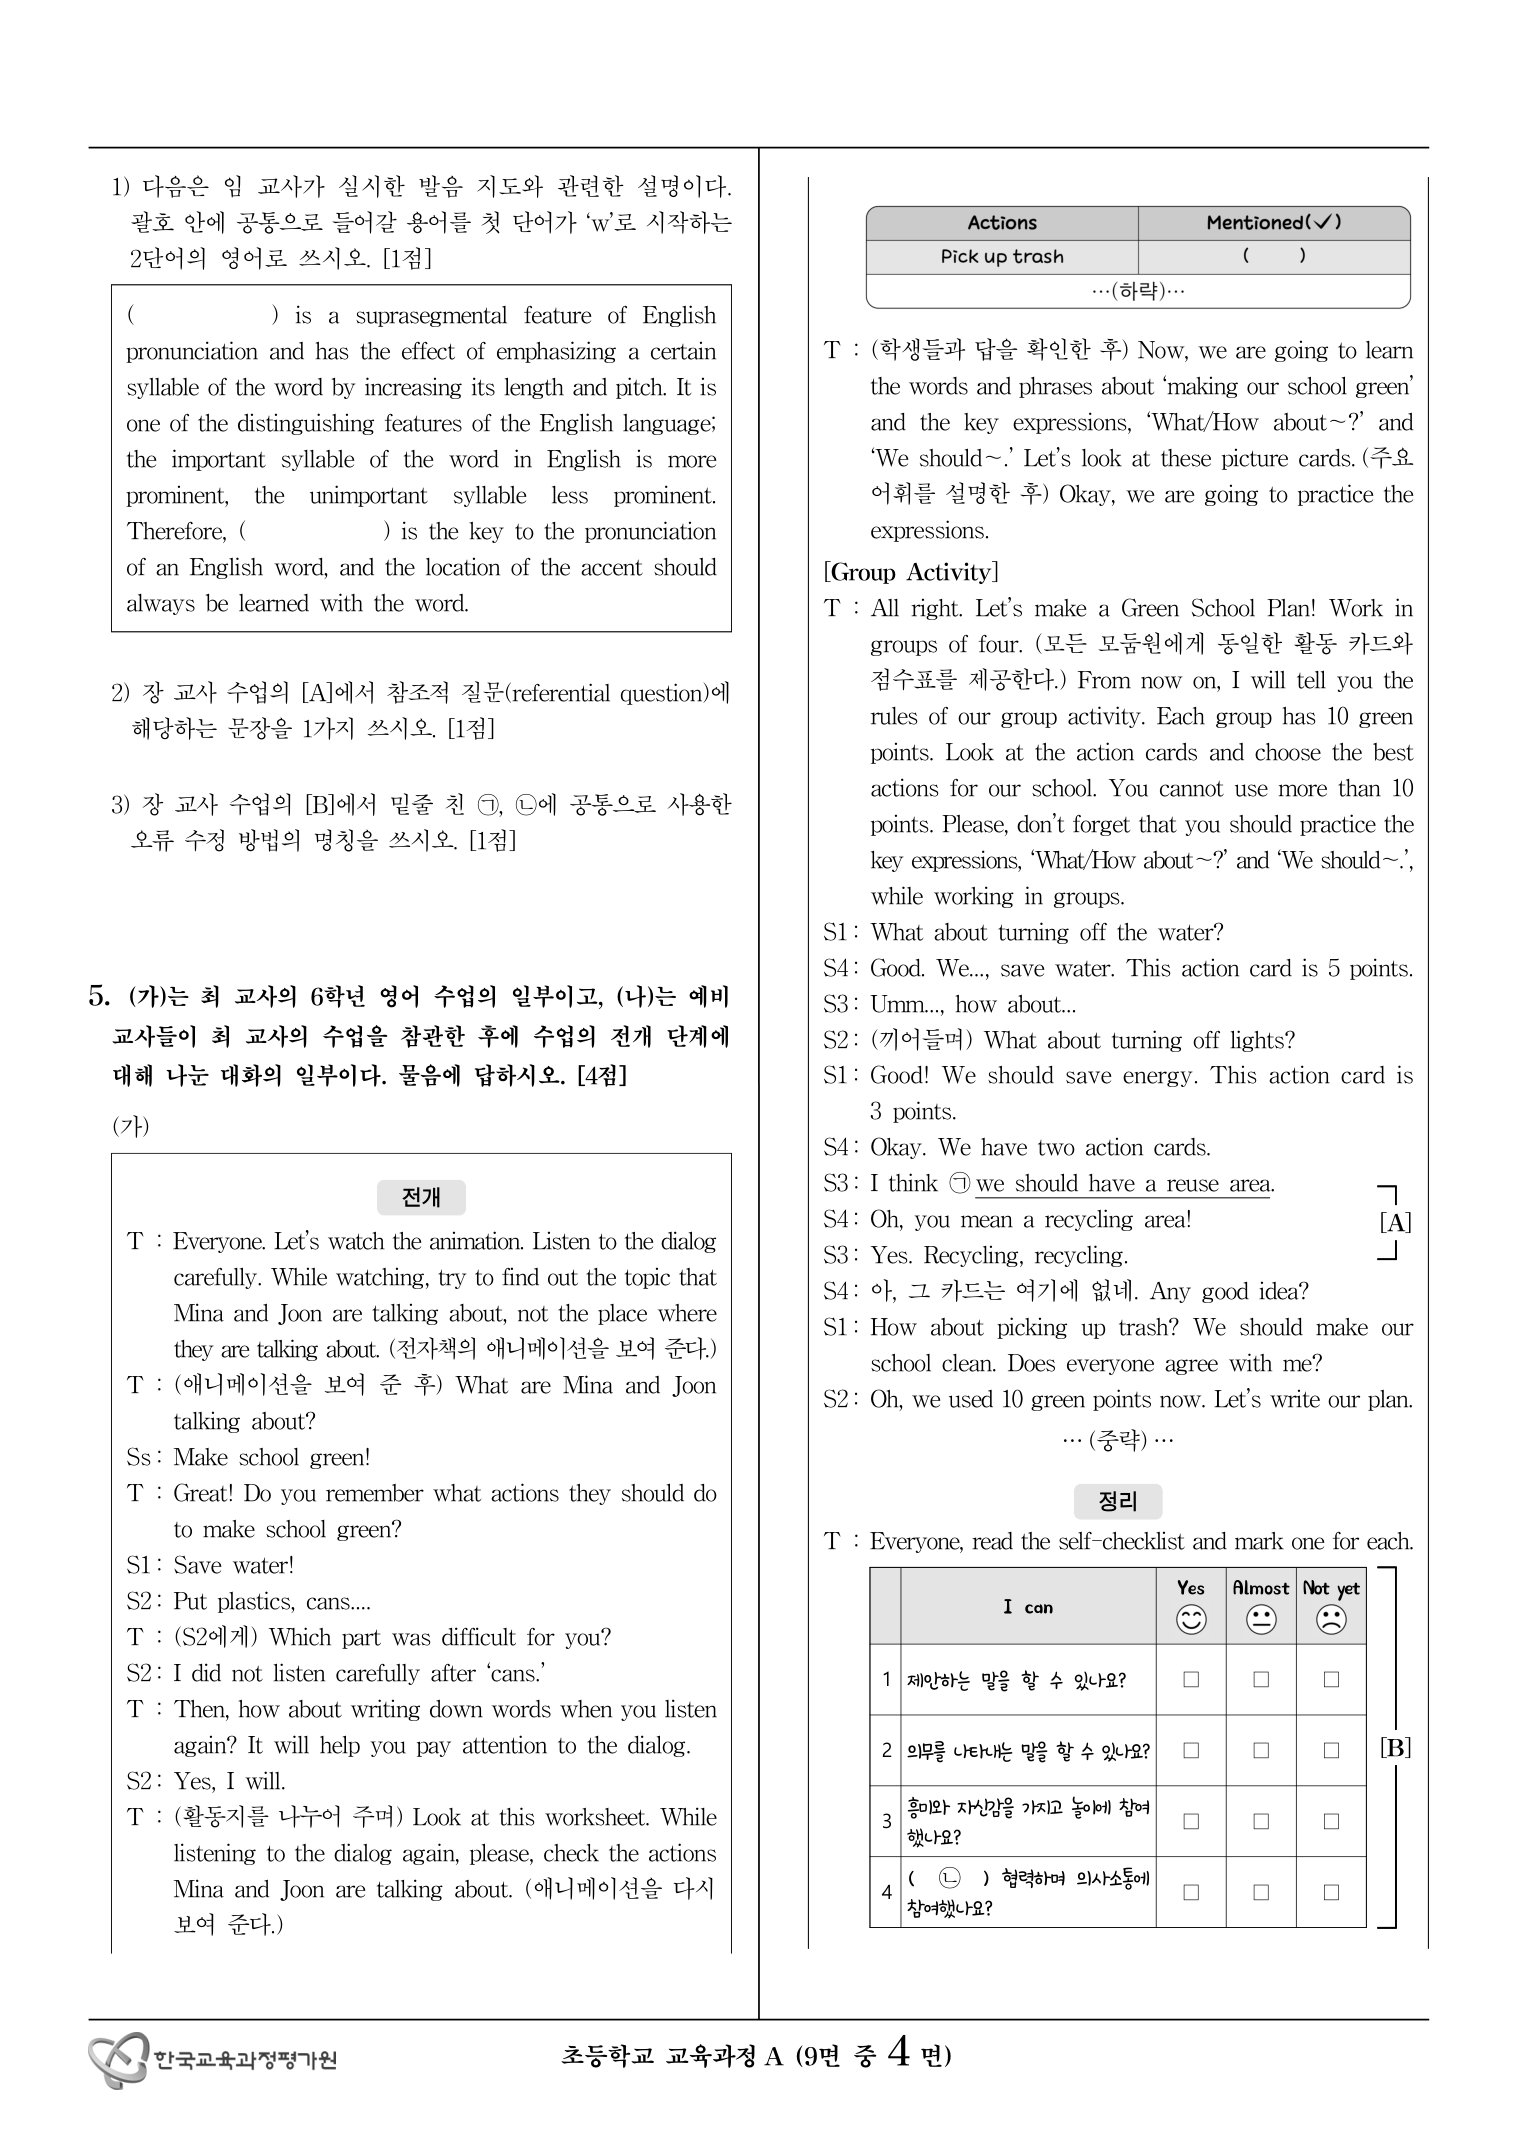 1) 다음은 임 교사가 실시한 발음 지도와 관련한 설명이다.
괄호 안에 공통으로 들어갈 용어를 첫 단어가 ‘w’로 시작하는
2단어의 영어로 쓰시오. [1점]
(            ) is a suprasegmental feature of English
pronunciation and has the effect of emphasizing a certain
syllable of the word by increasing its length and pitch. It is
one of the distinguishing features of the English language;
the important syllable of the word in English is more
prominent, the unimportant syllable less prominent.
Therefore, (            ) is the key to the pronunciation
of an English word, and the location of the accent should
always be learned with the word.
2) 장 교사 수업의 [A]에서 참조적 질문(referential question)에
해당하는 문장을 1가지 쓰시오. [1점]
3) 장 교사 수업의 [B]에서 밑줄 친 ㉠, ㉡에 공통으로 사용한
오류 수정 방법의 명칭을 쓰시오. [1점]
5. (가)는 최 교사의 6학년 영어 수업의 일부이고, (나)는 예비
교사들이 최 교사의 수업을 참관한 후에 수업의 전개 단계에
대해 나눈 대화의 일부이다. 물음에 답하시오. [4점]
(가)
전개
T : Everyone. Let’s watch the animation. Listen to the dialog
carefully. While watching, try to find out the topic that
Mina and Joon are talking about, not the place where
they are talking about. (전자책의 애니메이션을 보여 준다.)
T : (애니메이션을 보여 준 후) What are Mina and Joon
talking about?
Ss : Make school green!
T : Great! Do you remember what actions they should do
to make school green?
S1 : Save water!
S2 : Put plastics, cans....
T : (S2에게) Which part was difficult for you?
S2 : I did not listen carefully after ‘cans.’
T : Then, how about writing down words when you listen
again? It will help you pay attention to the dialog.
S2 : Yes, I will.
T : (활동지를 나누어 주며) Look at this worksheet. While
listening to the dialog again, please, check the actions
Mina and Joon are talking about. (애니메이션을 다시
보여 준다.)
Actions Mentioned(✓)
Pick up trash (     )
…(하략)…
T : (학생들과 답을 확인한 후) Now, we are going to learn
the words and phrases about ‘making our school green’
and the key expressions, ‘What/How about~?’ and
‘We should~.’ Let’s look at these picture cards. (주요
어휘를 설명한 후) Okay, we are going to practice the
expressions.
[Group Activity]
T : All right. Let’s make a Green School Plan! Work in
groups of four. (모든 모둠원에게 동일한 활동 카드와
점수표를 제공한다.) From now on, I will tell you the
rules of our group activity. Each group has 10 green
points. Look at the action cards and choose the best
actions for our school. You cannot use more than 10
points. Please, don’t forget that you should practice the
key expressions, ‘What/How about~?’ and ‘We should~.’,
while working in groups.
S1 : What about turning off the water?
S4 : Good. We..., save water. This action card is 5 points.
S3 : Umm..., how about...
S2 : (끼어들며) What about turning off lights?
S1 : Good! We should save energy. This action card is
3 points.
S4 : Okay. We have two action cards.
S3 : I think ㉠we should have a reuse area.
S4 : Oh, you mean a recycling area! [A]
S3 : Yes. Recycling, recycling.
S4 : 아, 그 카드는 여기에 없네. Any good idea?
S1 : How about picking up trash? We should make our
school clean. Does everyone agree with me?
S2 : Oh, we used 10 green points now. Let’s write our plan.
… (중략) …
정리
T : Everyone, read the self-checklist and mark one for each.
I can Yes Almost Not yet
1 제안하는 말을 할 수 있나요? □ □ □
2 의무를 나타내는 말을 할 수 있나요? □ □ □ [B]
3 흥미와 자신감을 가지고 놀이에 참여
했나요? □ □ □
4 ( ㉡ ) 협력하며 의사소통에
참여했나요? □ □ □
한국교육과정평가원
초등학교 교육과정 A (9면 중 4 면)